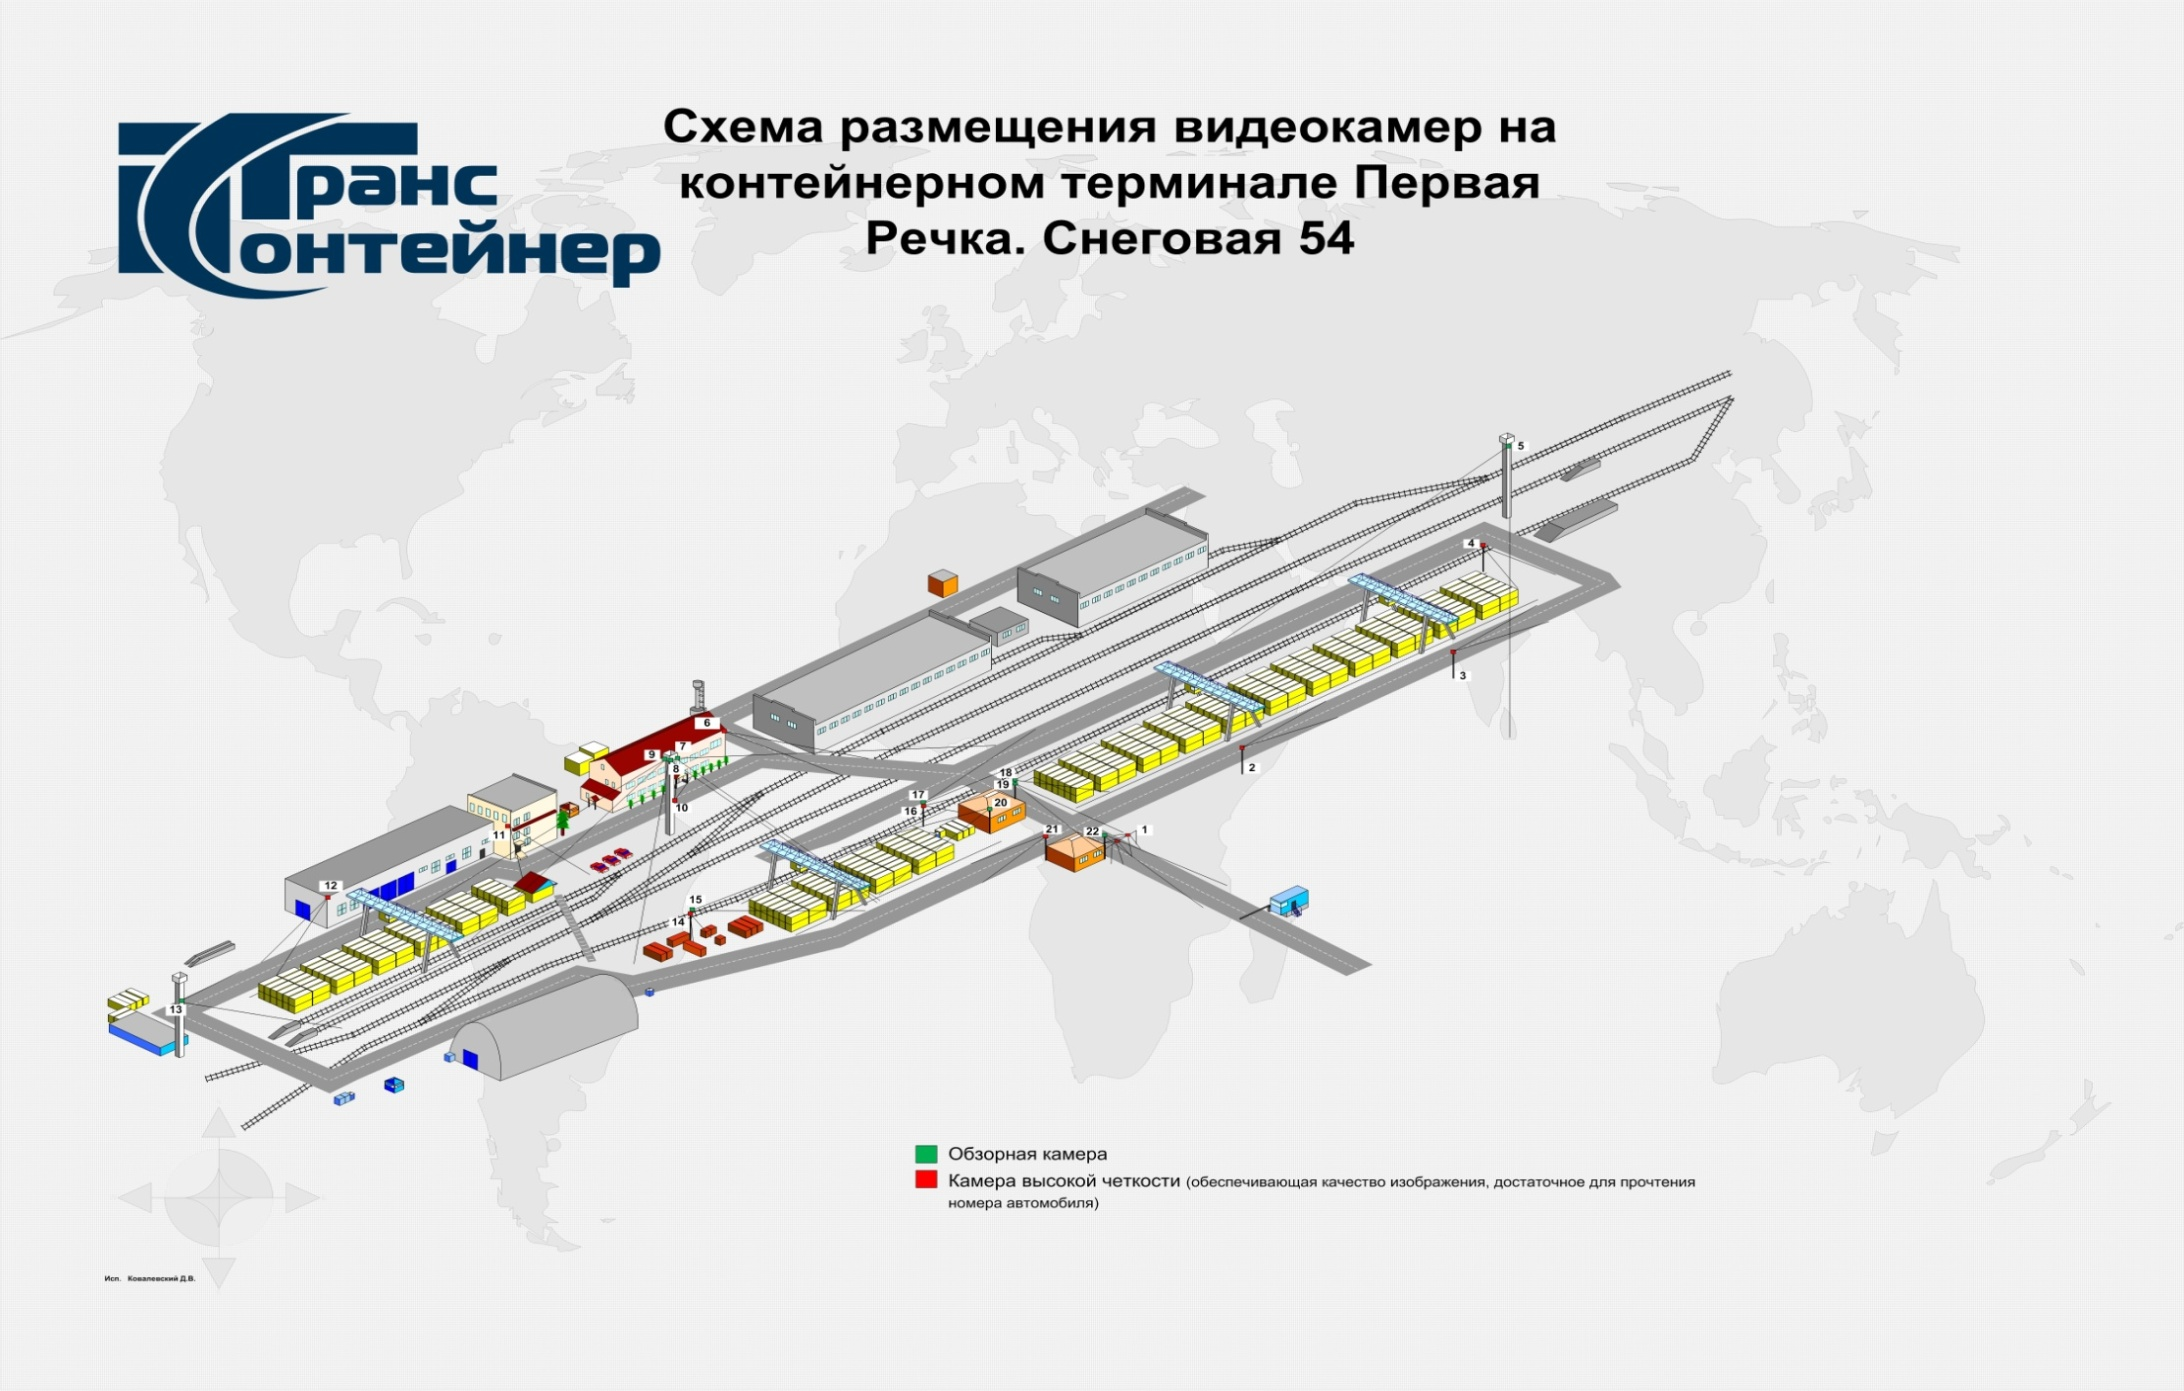 Транс
Контейнер
Схема размещения видеокамер на
контейнерном терминале Первая
Речка. Снеговая 54
5
4
3
6
7
9
8
2
18
19
10
17
20
16
21
22
1
11
12
15
14
13
Обзорная камера
Камера высокой четкости (обеспечивающая качество изображения, достаточное для прочтения
номера автомобиля)
Исп. Ковалевский Д.В.